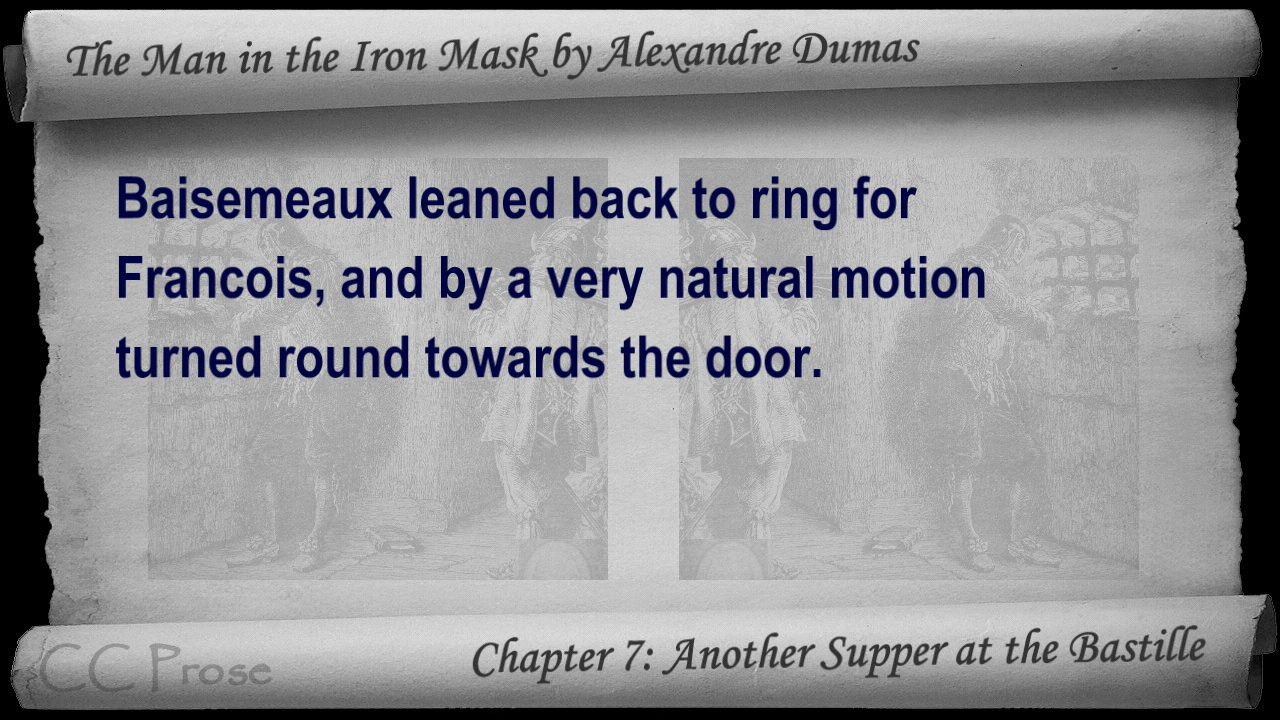 The Man in the Iron Mask by Alexandre Dumas
Baisemeaux leaned back to ring for
Francois, and by a very natural motion
turned round towards the door.
CC Prose
Chapter 7: Another Supper at the Bastille